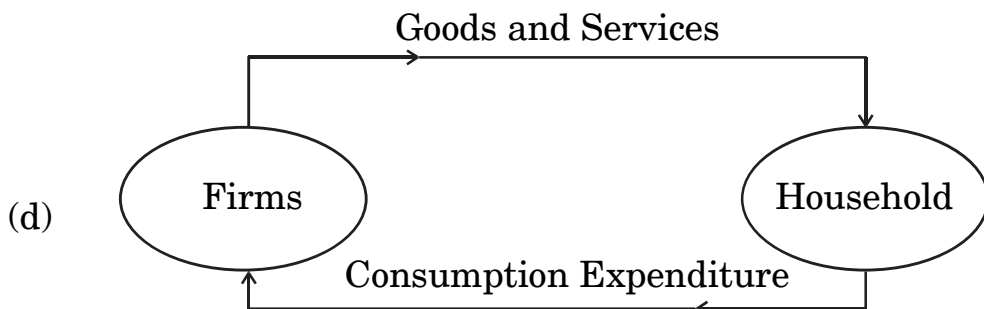 Goods and Services
(d)
Firms
Household
Consumption Expenditure